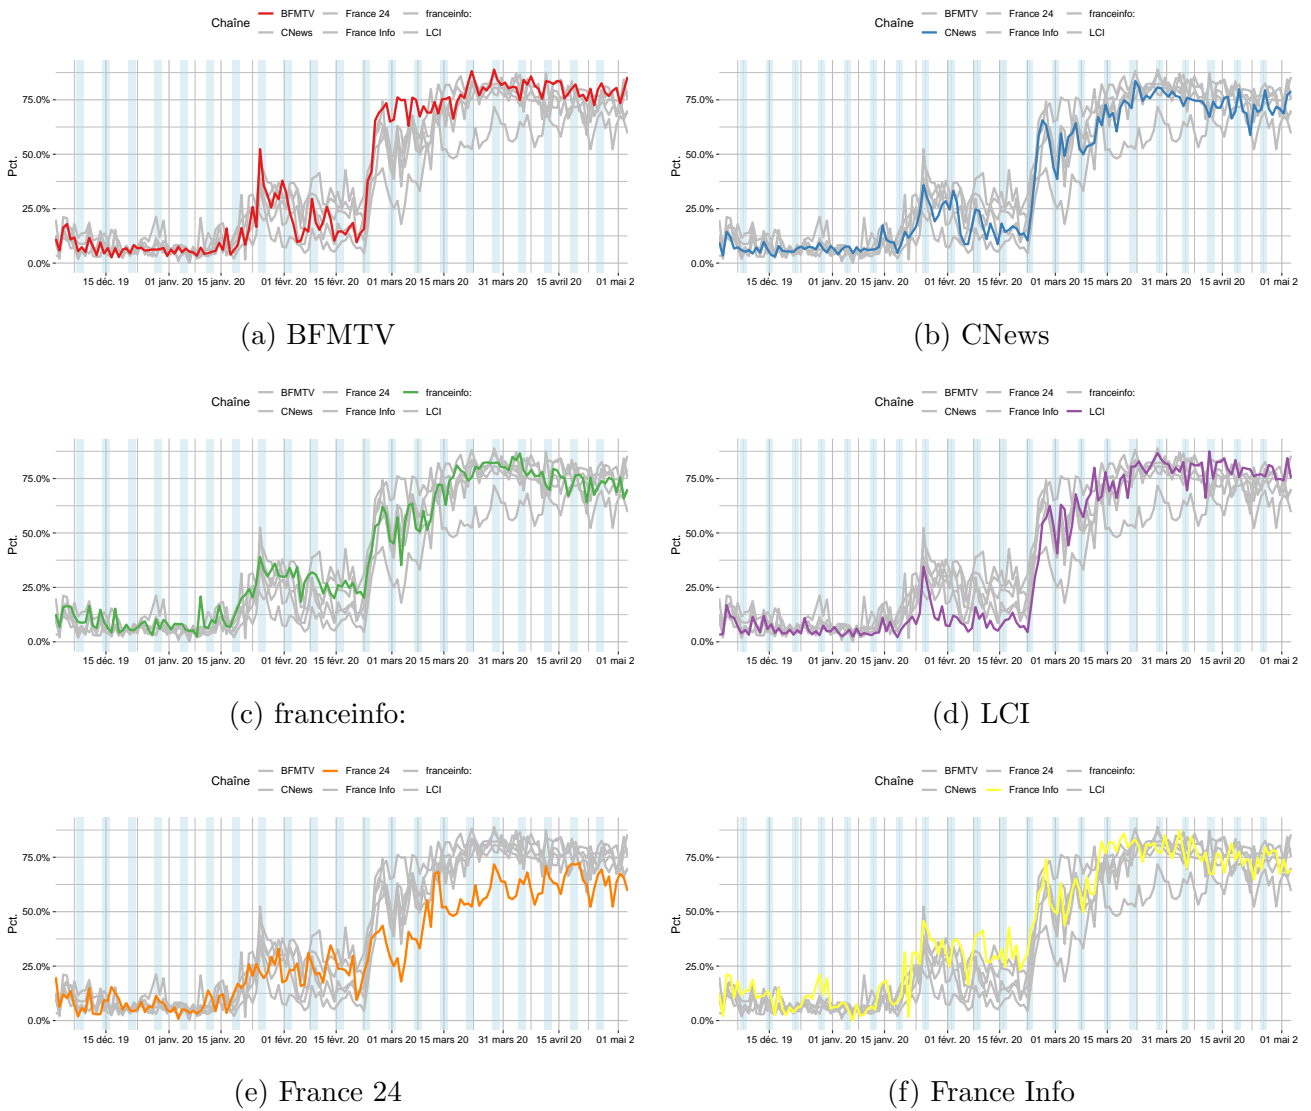 Chaîne BFMTV France 24 franceinfo:
CNews France Info LCI
75.0%
50.0%
25.0%
0.0%
Pct.
15 déc. 19 01 janv. 20 15 janv. 20 01 févr. 20 15 févr. 20 01 mars 20 15 mars 20 31 mars 20 15 avril 20 01 mai 2
(a) BFMTV
Chaîne BFMTV France 24 franceinfo:
CNews France Info LCI
75.0%
50.0%
25.0%
0.0%
Pct.
15 déc. 19 01 janv. 20 15 janv. 20 01 févr. 20 15 févr. 20 01 mars 20 15 mars 20 31 mars 20 15 avril 20 01 mai 2
(b) CNews
Chaîne BFMTV France 24 franceinfo:
CNews France Info LCI
75.0%
50.0%
25.0%
0.0%
Pct.
15 déc. 19 01 janv. 20 15 janv. 20 01 févr. 20 15 févr. 20 01 mars 20 15 mars 20 31 mars 20 15 avril 20 01 mai 2
(c) franceinfo:
Chaîne BFMTV France 24 franceinfo:
CNews France Info LCI
75.0%
50.0%
25.0%
0.0%
Pct.
15 déc. 19 01 janv. 20 15 janv. 20 01 févr. 20 15 févr. 20 01 mars 20 15 mars 20 31 mars 20 15 avril 20 01 mai 2
(d) LCI
Chaîne BFMTV France 24 franceinfo:
CNews France Info LCI
75.0%
50.0%
25.0%
0.0%
Pct.
15 déc. 19 01 janv. 20 15 janv. 20 01 févr. 20 15 févr. 20 01 mars 20 15 mars 20 31 mars 20 15 avril 20 01 mai 2
(e) France 24
Chaîne BFMTV France 24 franceinfo:
CNews France Info LCI
75.0%
50.0%
25.0%
0.0%
Pct.
15 déc. 19 01 janv. 20 15 janv. 20 01 févr. 20 15 févr. 20 01 mars 20 15 mars 20 31 mars 20 15 avril 20 01 mai 2
(f) France Info